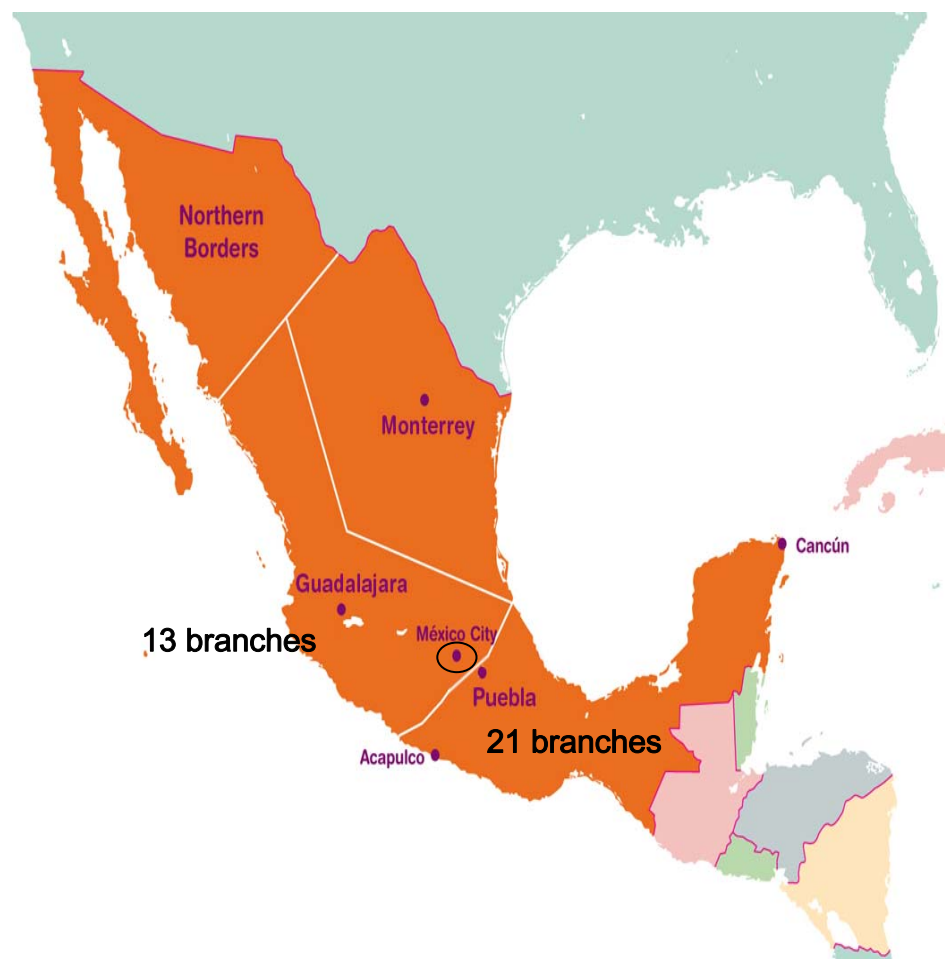 Northern
Borders
Monterrey
Cancún
Guadalajara
13 branches
México City
Puebla
21 branches
Acapulco